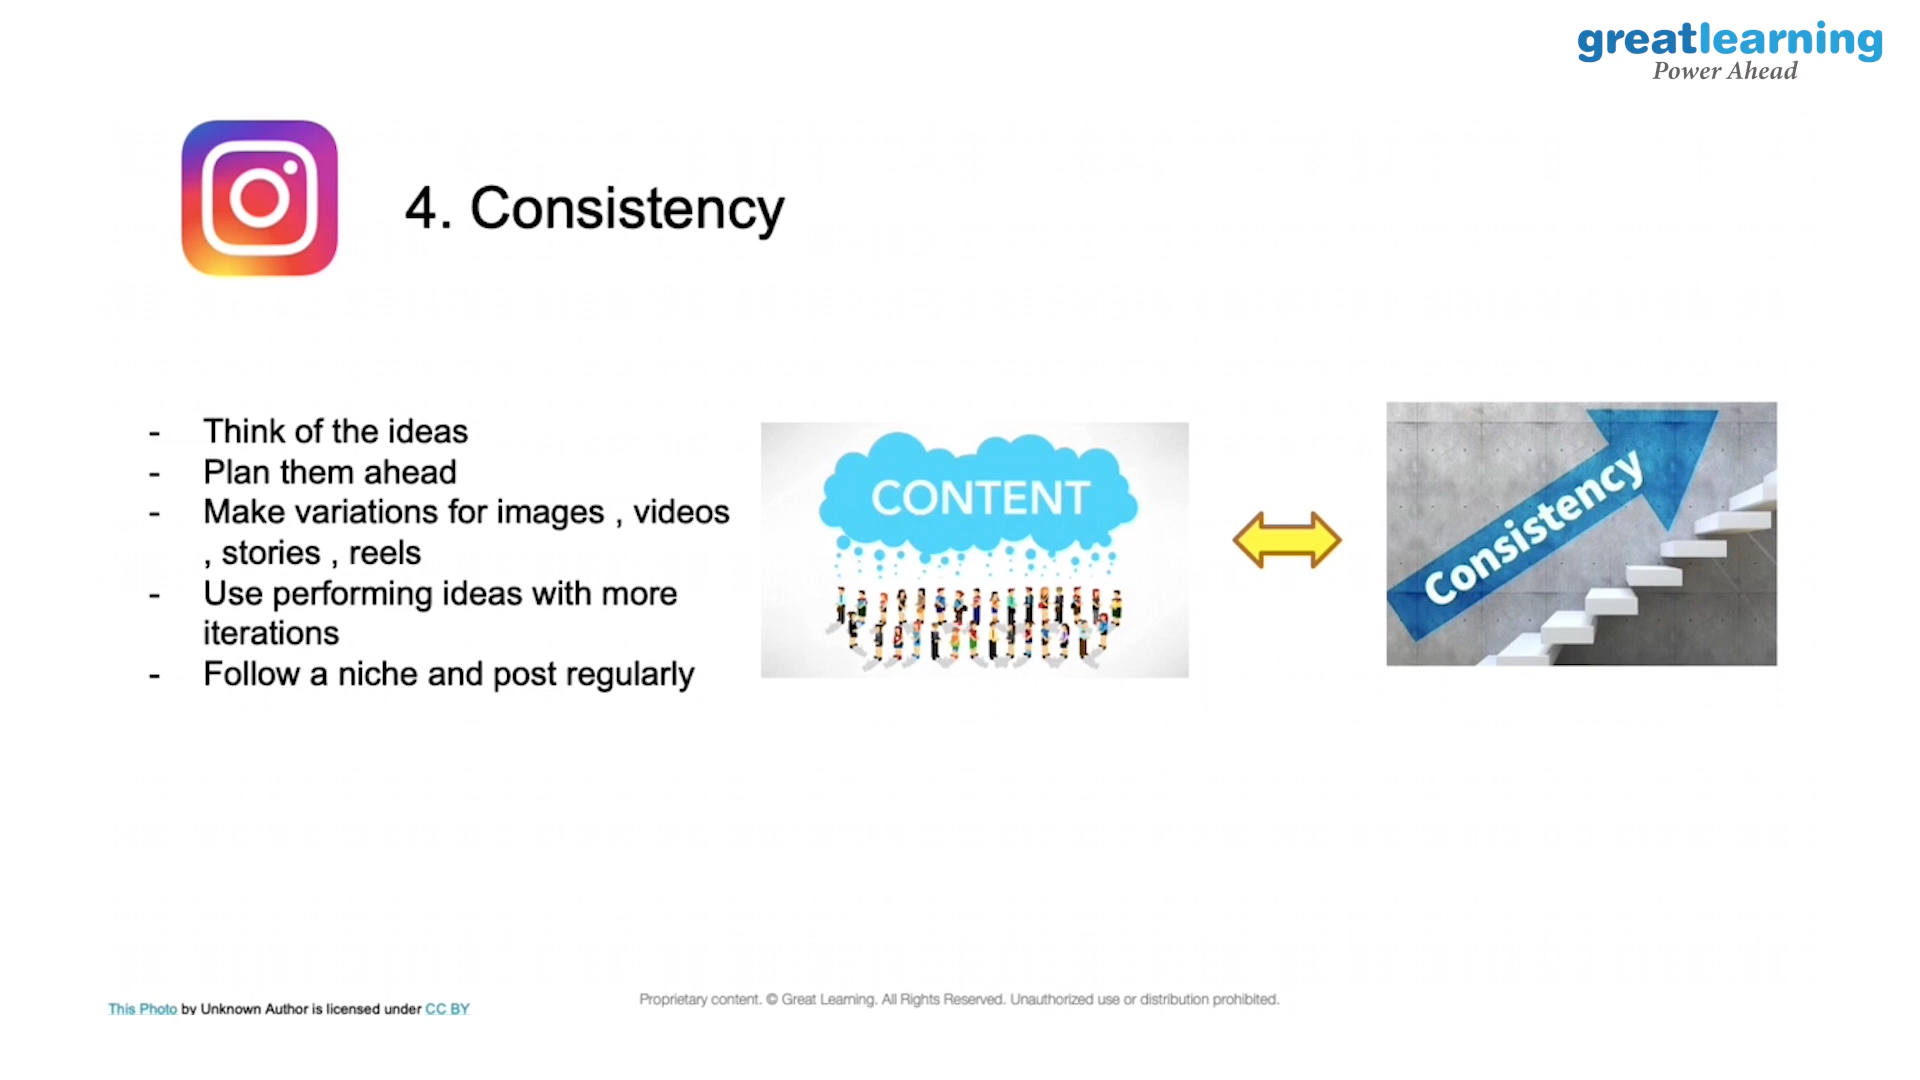 greatlearning
Power Ahead
4. Consistency
- Think of the ideas
- Plan them ahead
- Make variations for images , videos
, stories , reels
- Use performing ideas with more
iterations
- Follow a niche and post regularly
CONTENT
Consistency
This Photo by Unknown Author is licensed under CC BY
Proprietary content. © Great Learning. All Rights Reserved. Unauthorized use or distribution prohibited.